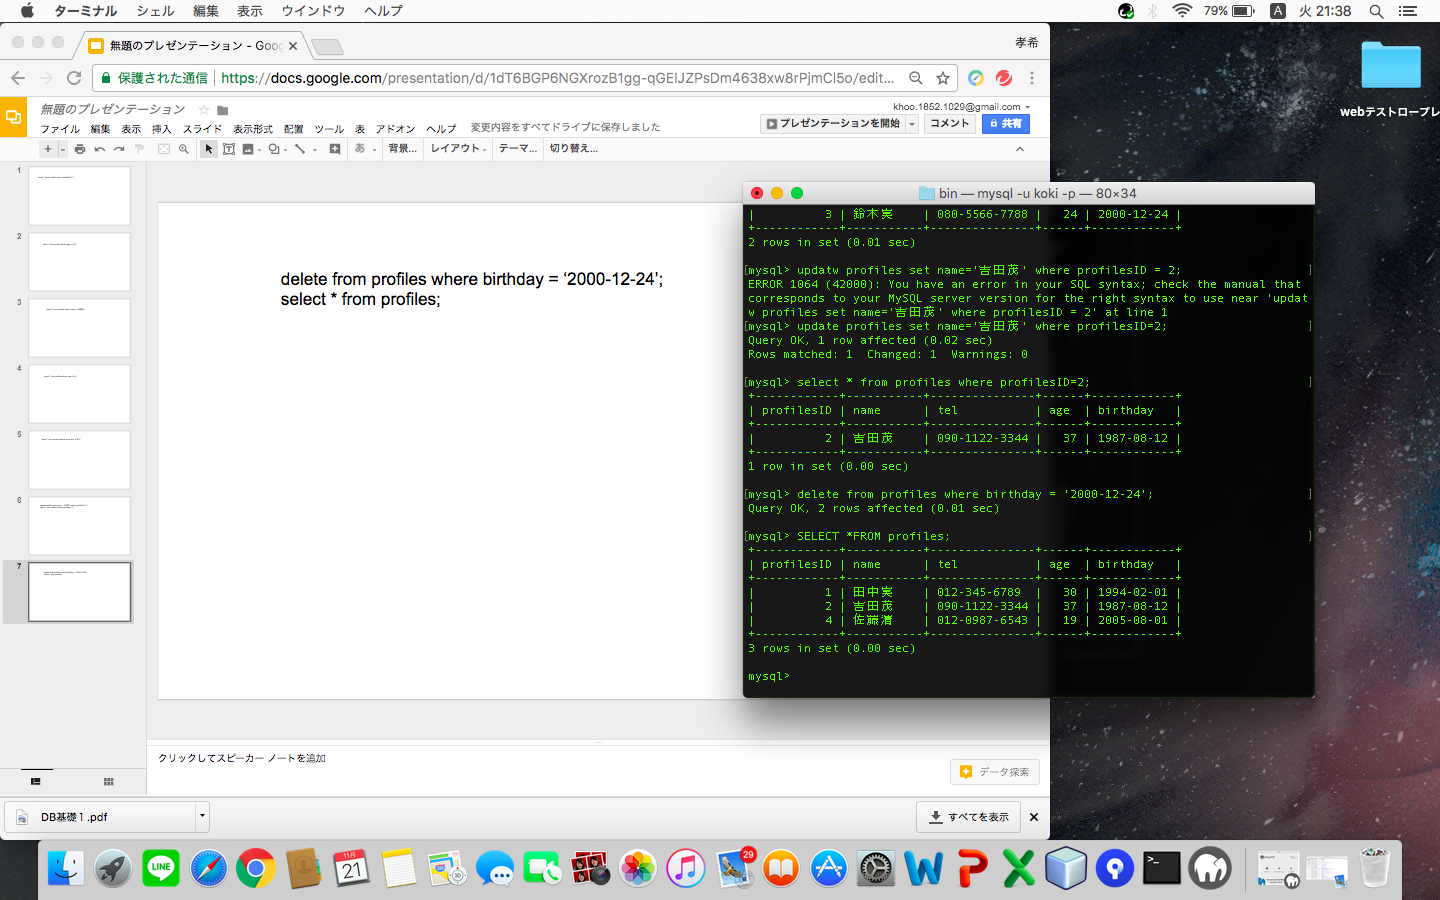 ターミナル シェル 編集 表示 ウインドウ ヘルプ 79% A 火 21:38
無題のプレゼンテーション - Goo 孝希
保護された通信 https://docs.google.com/presentation/d/1dT6BGP6NGXrozB1gg-qGEIJZPsDm4638xw8rPjmCl5o/edit...
無題のプレゼンテーション khoo.1852.1029@gmail.com
ファイル 編集 表示 挿入 スライド 表示形式 配置 ツール 表 アドオン ヘルプ 変更内容をすべてドライブに保存しました プレゼンテーションを開始 コメント 共有
あ 背景... レイアウト テーマ... 切り替え...
webテストロープレ
1
2
3
4
5
6
7
delete from profiles where birthday = ‘2000-12-24’;
select * from profiles;
bin — mysql -u koki -p — 80×34
| 3 | 鈴木実 | 080-5566-7788 | 24 | 2000-12-24 |
+------------+-----------+---------------+------+------------+
2 rows in set (0.01 sec)
[mysql> updatw profiles set name='吉田茂' where profilesID = 2; ]
ERROR 1064 (42000): You have an error in your SQL syntax; check the manual that
corresponds to your MySQL server version for the right syntax to use near 'updat
w profiles set name='吉田茂' where profilesID = 2' at line 1
[mysql> update profiles set name='吉田茂' where profilesID=2; ]
Query OK, 1 row affected (0.02 sec)
Rows matched: 1 Changed: 1 Warnings: 0
[mysql> select * from profiles where profilesID=2; ]
+------------+-----------+---------------+------+------------+
| profilesID | name | tel | age | birthday |
+------------+-----------+---------------+------+------------+
| 2 | 吉田茂 | 090-1122-3344 | 37 | 1987-08-12 |
+------------+-----------+---------------+------+------------+
1 row in set (0.00 sec)
[mysql> delete from profiles where birthday = '2000-12-24'; ]
Query OK, 2 rows affected (0.01 sec)
[mysql> SELECT *FROM profiles; ]
+------------+-----------+---------------+------+------------+
| profilesID | name | tel | age | birthday |
+------------+-----------+---------------+------+------------+
| 1 | 田中実 | 012-345-6789 | 30 | 1994-02-01 |
| 2 | 吉田茂 | 090-1122-3344 | 37 | 1987-08-12 |
| 4 | 佐藤清 | 012-0987-6543 | 19 | 2005-08-01 |
+------------+-----------+---------------+------+------------+
3 rows in set (0.00 sec)
mysql>
クリックしてスピーカー ノートを追加
データ探索
DB基礎１.pdf すべてを表示
LINE
11月
21
3D
29